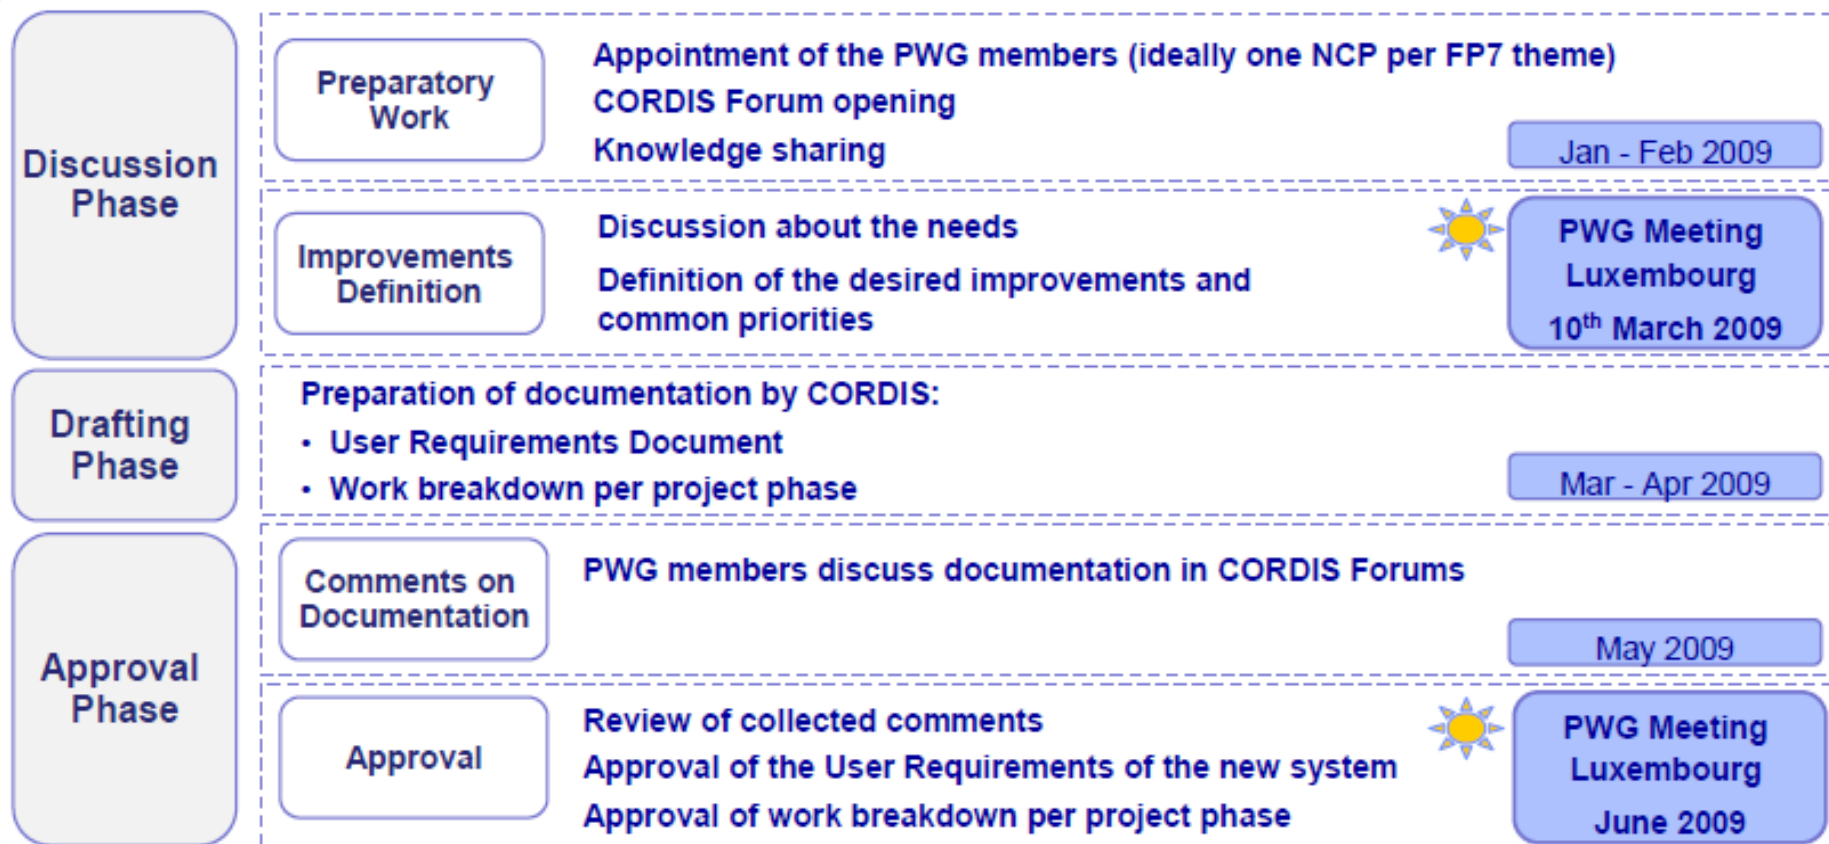 Discussion
Phase
Preparatory
Work
Appointment of the PWG members (ideally one NCP per FP7 theme)
CORDIS Forum opening
Knowledge sharing
Jan - Feb 2009
Improvements
Definition
Discussion about the needs
Definition of the desired improvements and
common priorities
PWG Meeting
Luxembourg
10th March 2009
Drafting
Phase
Preparation of documentation by CORDIS:
• User Requirements Document
• Work breakdown per project phase
Mar - Apr 2009
Approval
Phase
Comments on
Documentation
PWG members discuss documentation in CORDIS Forums
May 2009
Approval
Review of collected comments
Approval of the User Requirements of the new system
Approval of work breakdown per project phase
PWG Meeting
Luxembourg
June 2009